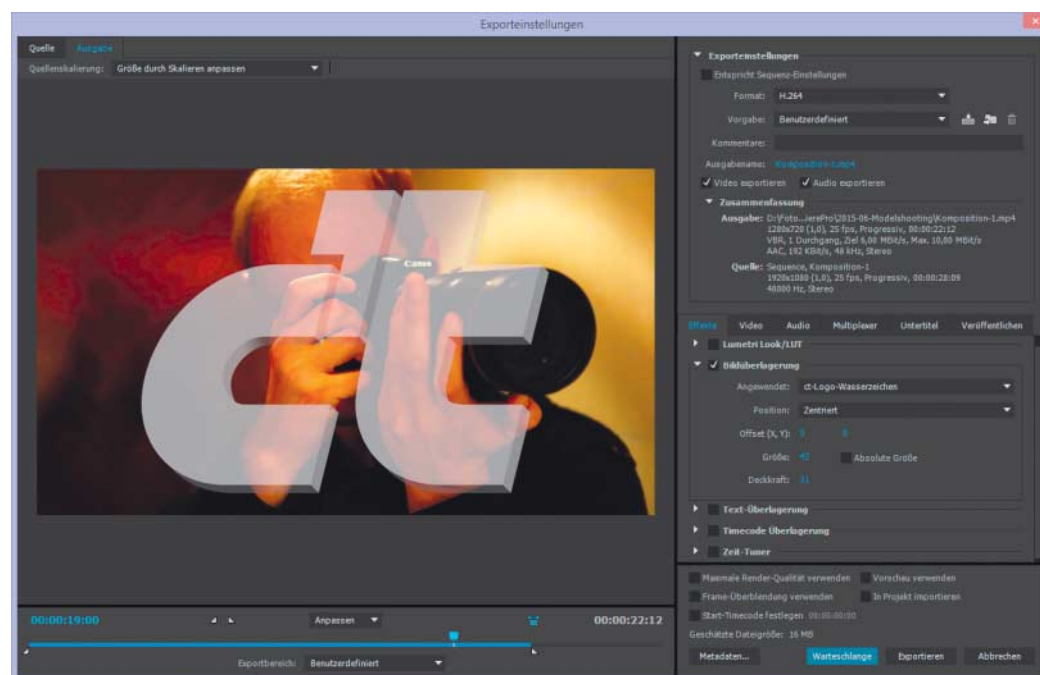 Exporteinstellungen
Quelle Ausgabe
Quellenskalierung: Größe durch Skalieren anpassen
c't
Canon
00:00:19:00 Anpassen 00:00:22:12
Exportbereich: Benutzerdefiniert
Exporteinstellungen
Entspricht Sequenz-Einstellungen
Format: H.264
Vorgabe: Benutzerdefiniert
Kommentare:
Ausgabename: Komposition-1.mp4
Video exportieren Audio exportieren
Zusammenfassung
Ausgabe: D:\Foto...ierePro\2015-06-Modelshooting\Komposition-1.mp4
1280x720 (1,0), 25 fps, Progressiv, 00:00:22:12
VBR, 1 Durchgang, Ziel 6,00 MBit/s, Max. 10,00 MBit/s
AAC, 192 KBit/s, 48 kHz, Stereo
Quelle: Sequence, Komposition-1
1920x1080 (1,0), 25 fps, Progressiv, 00:00:28:09
48000 Hz, Stereo
Effekte Video Audio Multiplexer Untertitel Veröffentlichen
Lumetri Look/LUT
Bildüberlagerung
Angewendet: ct-Logo-Wasserzeichen
Position: Zentriert
Offset (X, Y): 0 0
Größe: 42 Absolute Größe
Deckkraft: 31
Text-Überlagerung
Timecode Überlagerung
Zeit-Tuner
Maximale Render-Qualität verwenden Vorschau verwenden
Frame-Überblendung verwenden In Projekt importieren
Start-Timecode festlegen 00:00:00:00
Geschätzte Dateigröße: 16 MB
Metadaten... Warteschlange Exportieren Abbrechen